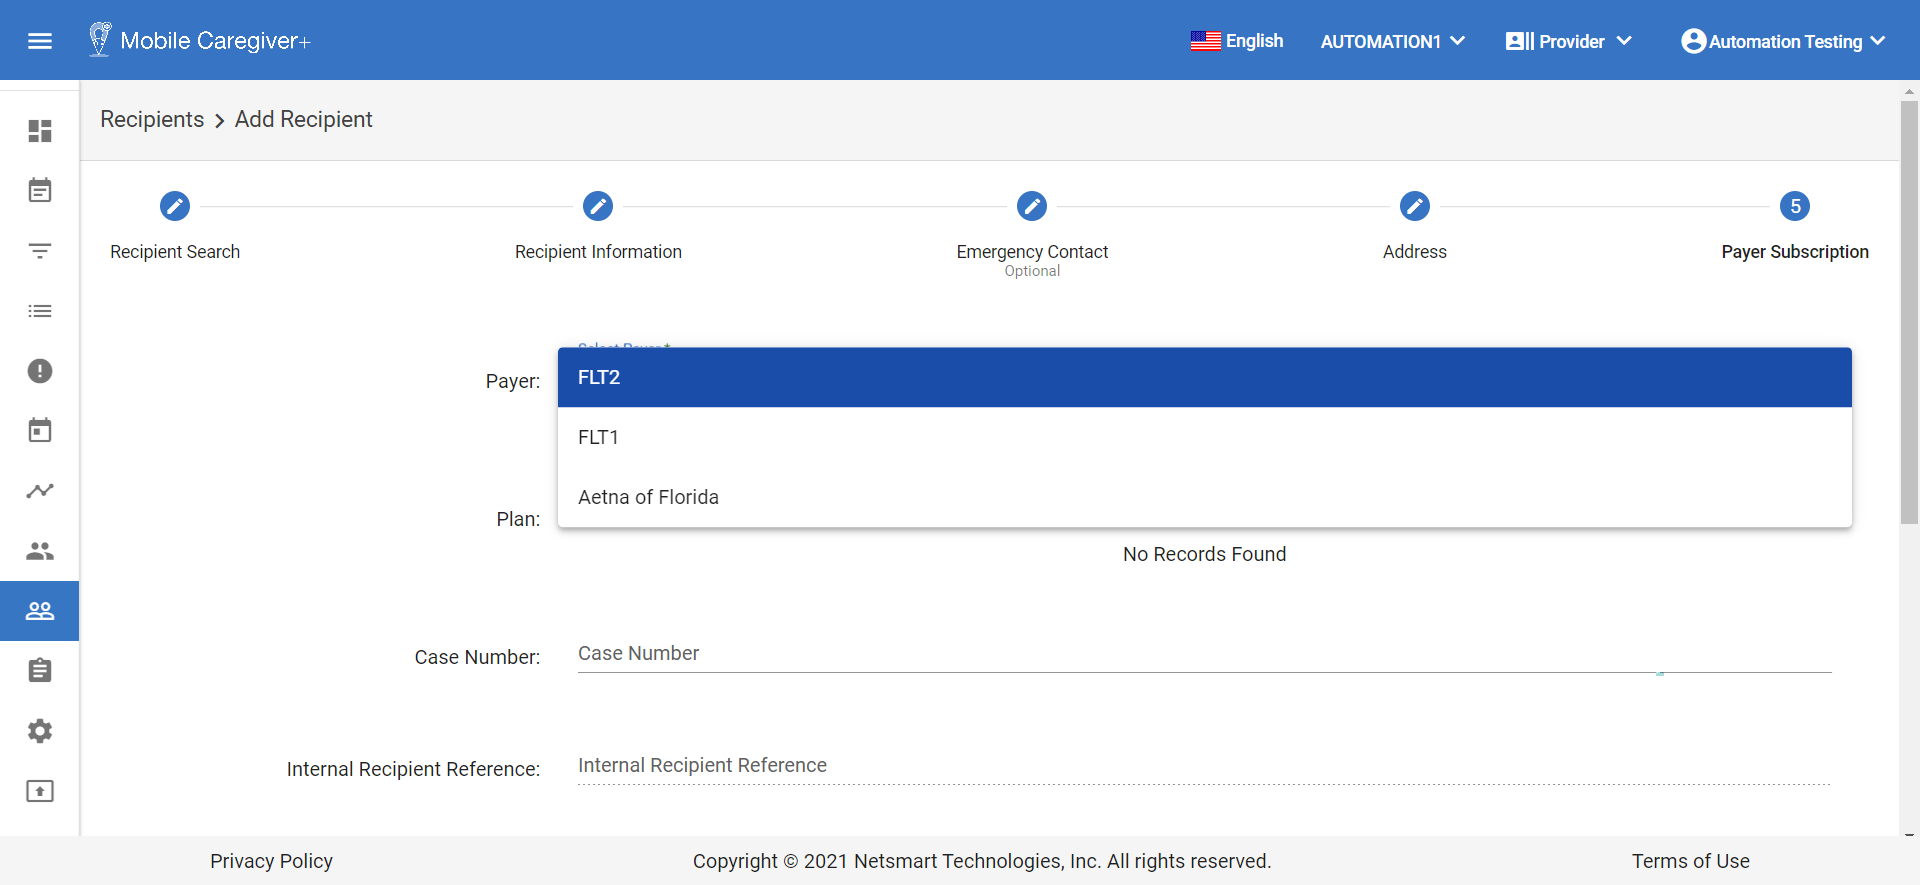 Mobile Caregiver+
English
AUTOMATION1
Provider
Automation Testing
Recipients > Add Recipient
Recipient Search
Recipient Information
Emergency Contact
Optional
Address
5
Payer Subscription
Select Payer *
Payer:
FLT2
FLT1
Aetna of Florida
Plan:
No Records Found
Case Number:
Case Number
Internal Recipient Reference:
Internal Recipient Reference
Privacy Policy
Copyright © 2021 Netsmart Technologies, Inc. All rights reserved.
Terms of Use